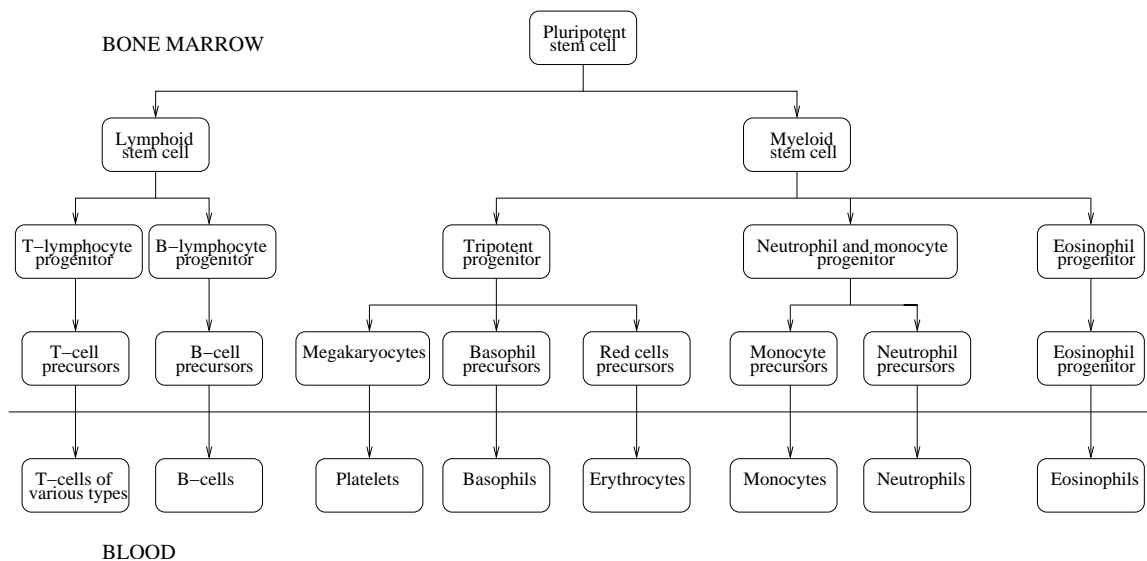 BONE MARROW
Pluripotent
stem cell
Lymphoid
stem cell
Myeloid
stem cell
T−lymphocyte
progenitor
B−lymphocyte
progenitor
Tripotent
progenitor
Neutrophil and monocyte
progenitor
Eosinophil
progenitor
T−cell
precursors
B−cell
precursors
Megakaryocytes
Basophil
precursors
Red cells
precursors
Monocyte
precursors
Neutrophil
precursors
Eosinophil
progenitor
T−cells of
various types
B−cells
Platelets
Basophils
Erythrocytes
Monocytes
Neutrophils
Eosinophils
BLOOD